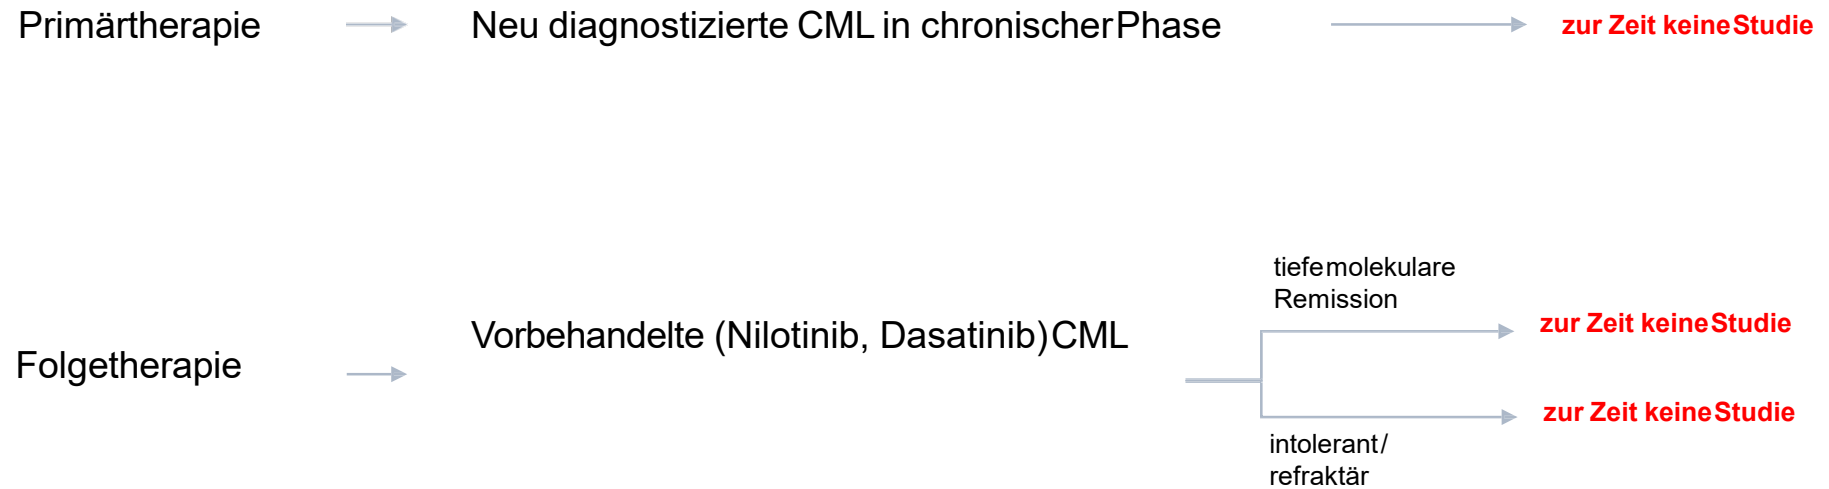 Primärtherapie
Neu diagnostizierte CML in chronischer Phase
zur Zeit keine Studie
tiefe molekulare
Remission
zur Zeit keine Studie
Vorbehandelte (Nilotinib, Dasatinib) CML
Folgetherapie
zur Zeit keine Studie
intolerant/
refraktär